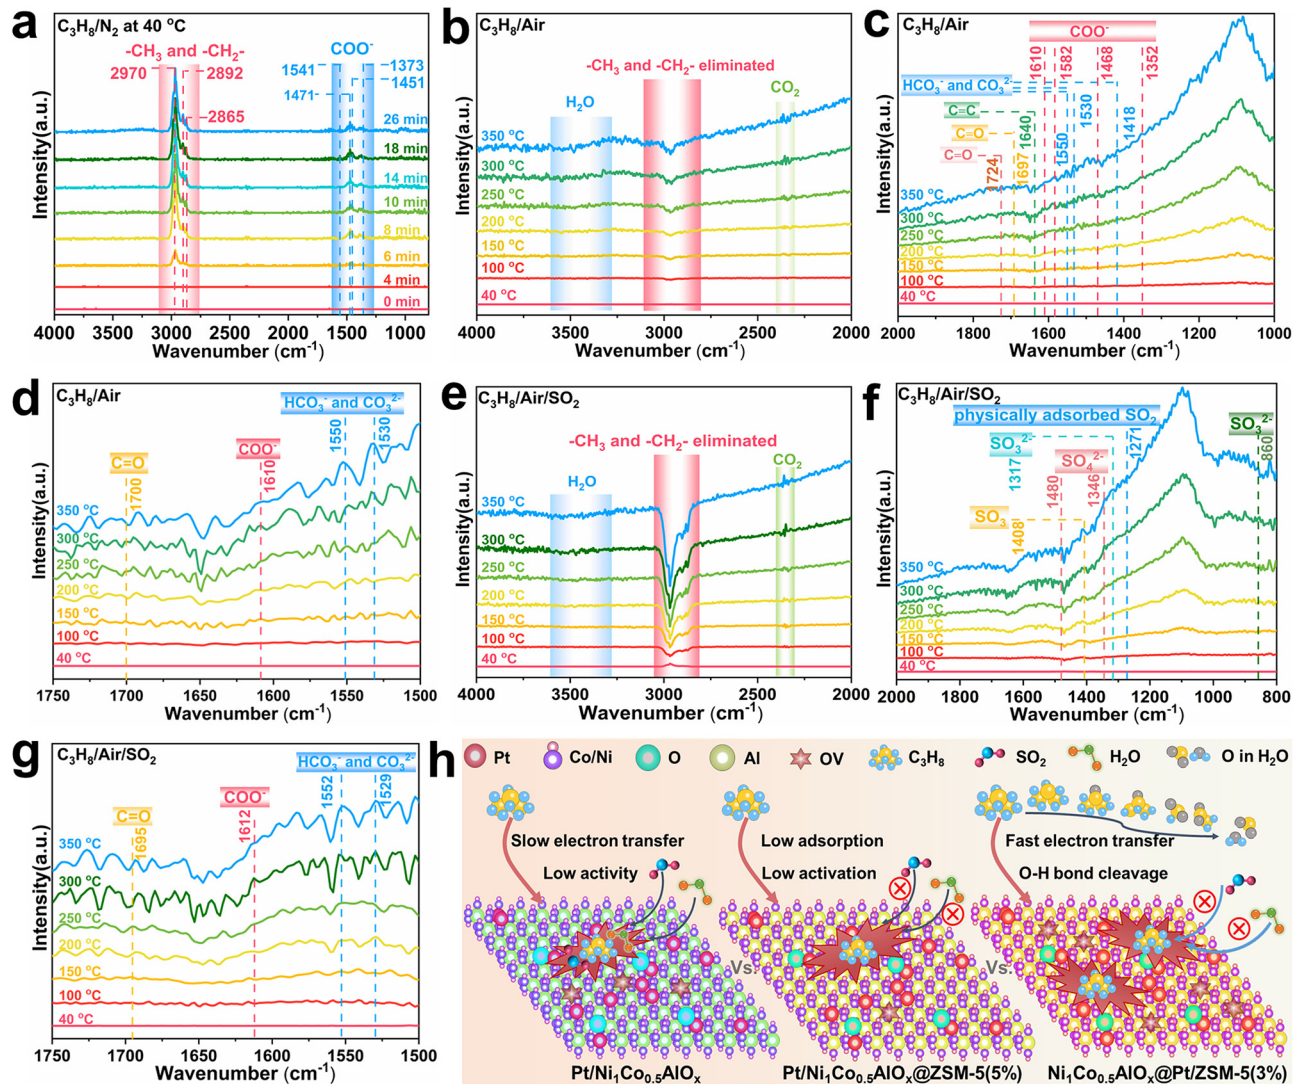 a
C₃H₈/N₂ at 40 °C
-CH₃ and -CH₂-
COO⁻
2970
2892
2865
1541
1471
1373
1451
26 min
18 min
14 min
10 min
8 min
6 min
4 min
0 min
Intensity(a.u.)
4000 3500 3000 2500 2000 1500 1000
Wavenumber (cm⁻¹)
b
C₃H₈/Air
-CH₃ and -CH₂- eliminated
H₂O
CO₂
350 °C
300 °C
250 °C
200 °C
150 °C
100 °C
40 °C
Intensity(a.u.)
4000 3500 3000 2500 2000
Wavenumber (cm⁻¹)
c
C₃H₈/Air
COO⁻
1610
1582
1468
1352
HCO₃⁻ and CO₃²⁻
1550
1530
1418
C=C
1640
C=O
1697
C=O
1724
350 °C
300 °C
250 °C
200 °C
150 °C
100 °C
40 °C
Intensity(a.u.)
2000 1800 1600 1400 1200 1000
Wavenumber (cm⁻¹)
d
C₃H₈/Air
HCO₃⁻ and CO₃²⁻
1550
1530
COO⁻
1610
C=O
1700
350 °C
300 °C
250 °C
200 °C
150 °C
100 °C
40 °C
Intensity(a.u.)
1750 1700 1650 1600 1550 1500
Wavenumber (cm⁻¹)
e
C₃H₈/Air/SO₂
-CH₃ and -CH₂- eliminated
H₂O
CO₂
350 °C
300 °C
250 °C
200 °C
150 °C
100 °C
40 °C
Intensity(a.u.)
4000 3500 3000 2500 2000
Wavenumber (cm⁻¹)
f
C₃H₈/Air/SO₂
physically adsorbed SO₂
1271
SO₃²⁻
1317
SO₄²⁻
1480
1346
SO₃
1408
SO₃²⁻
860
350 °C
300 °C
250 °C
200 °C
150 °C
100 °C
40 °C
Intensity(a.u.)
2000 1800 1600 1400 1200 1000 800
Wavenumber (cm⁻¹)
g
C₃H₈/Air/SO₂
HCO₃⁻ and CO₃²⁻
1552
1529
COO⁻
1612
C=O
1695
350 °C
300 °C
250 °C
200 °C
150 °C
100 °C
40 °C
Intensity(a.u.)
1750 1700 1650 1600 1550 1500
Wavenumber (cm⁻¹)
h
Pt Co/Ni O Al OV C₃H₈ SO₂ H₂O O in H₂O
Slow electron transfer
Low activity
Low adsorption
Low activation
Fast electron transfer
O-H bond cleavage
Vs.
Vs.
Pt/Ni₁Co₀.₅AlOₓ
Pt/Ni₁Co₀.₅AlOₓ@ZSM-5(5%)
Ni₁Co₀.₅AlOₓ@Pt/ZSM-5(3%)